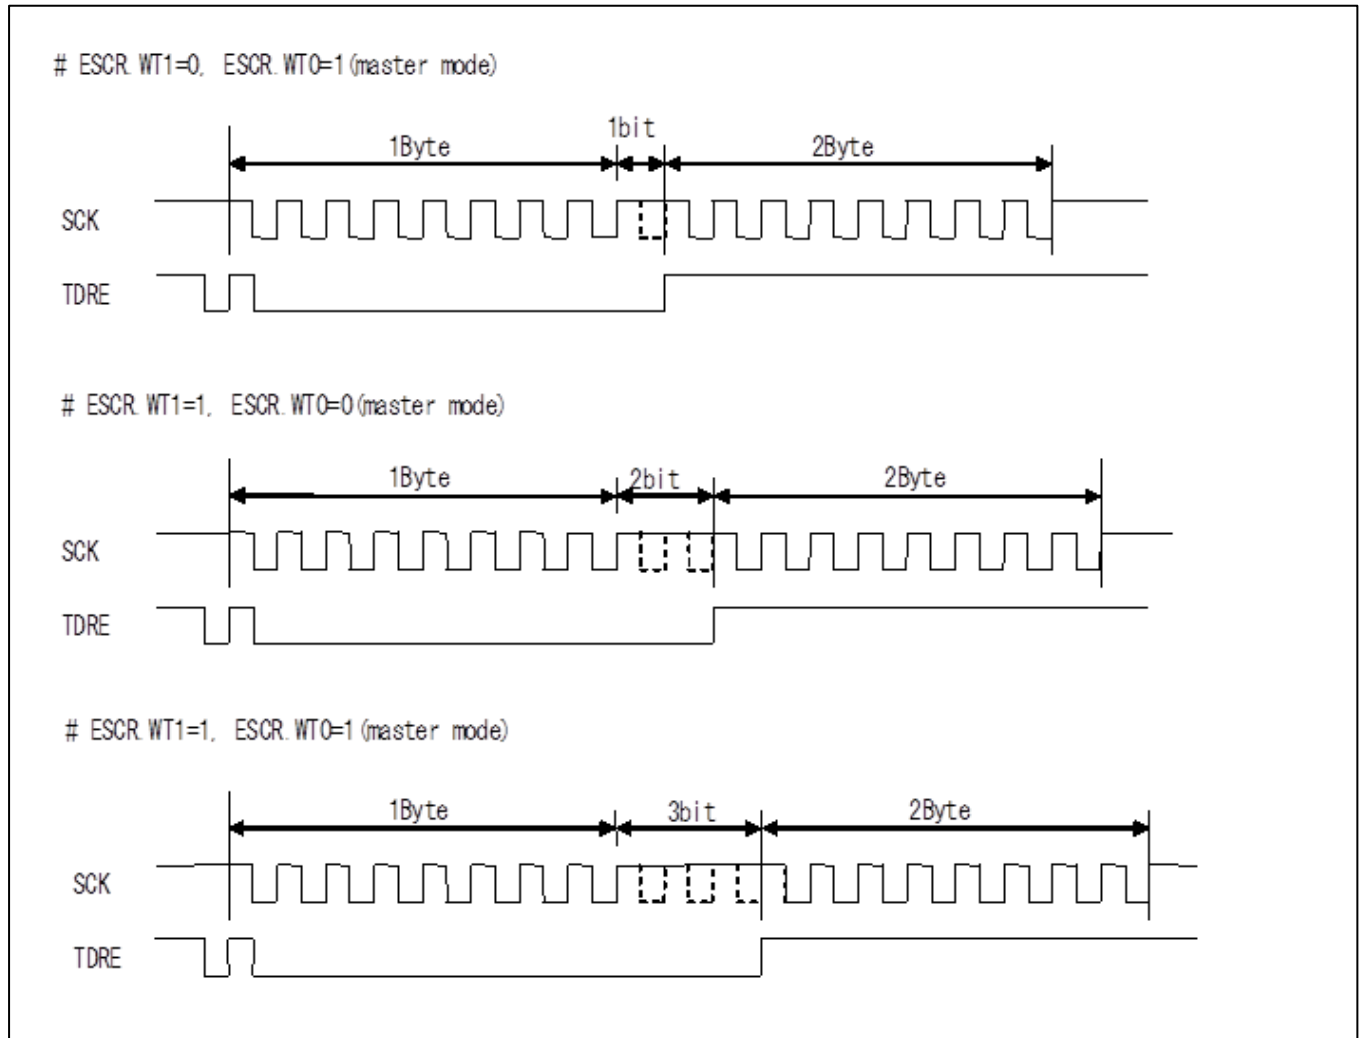 # ESCR.WT1=0, ESCR.WT0=1(master mode)
1Byte 1bit 2Byte
SCK
TDRE
# ESCR.WT1=1, ESCR.WT0=0(master mode)
1Byte 2bit 2Byte
SCK
TDRE
# ESCR.WT1=1, ESCR.WT0=1(master mode)
1Byte 3bit 2Byte
SCK
TDRE